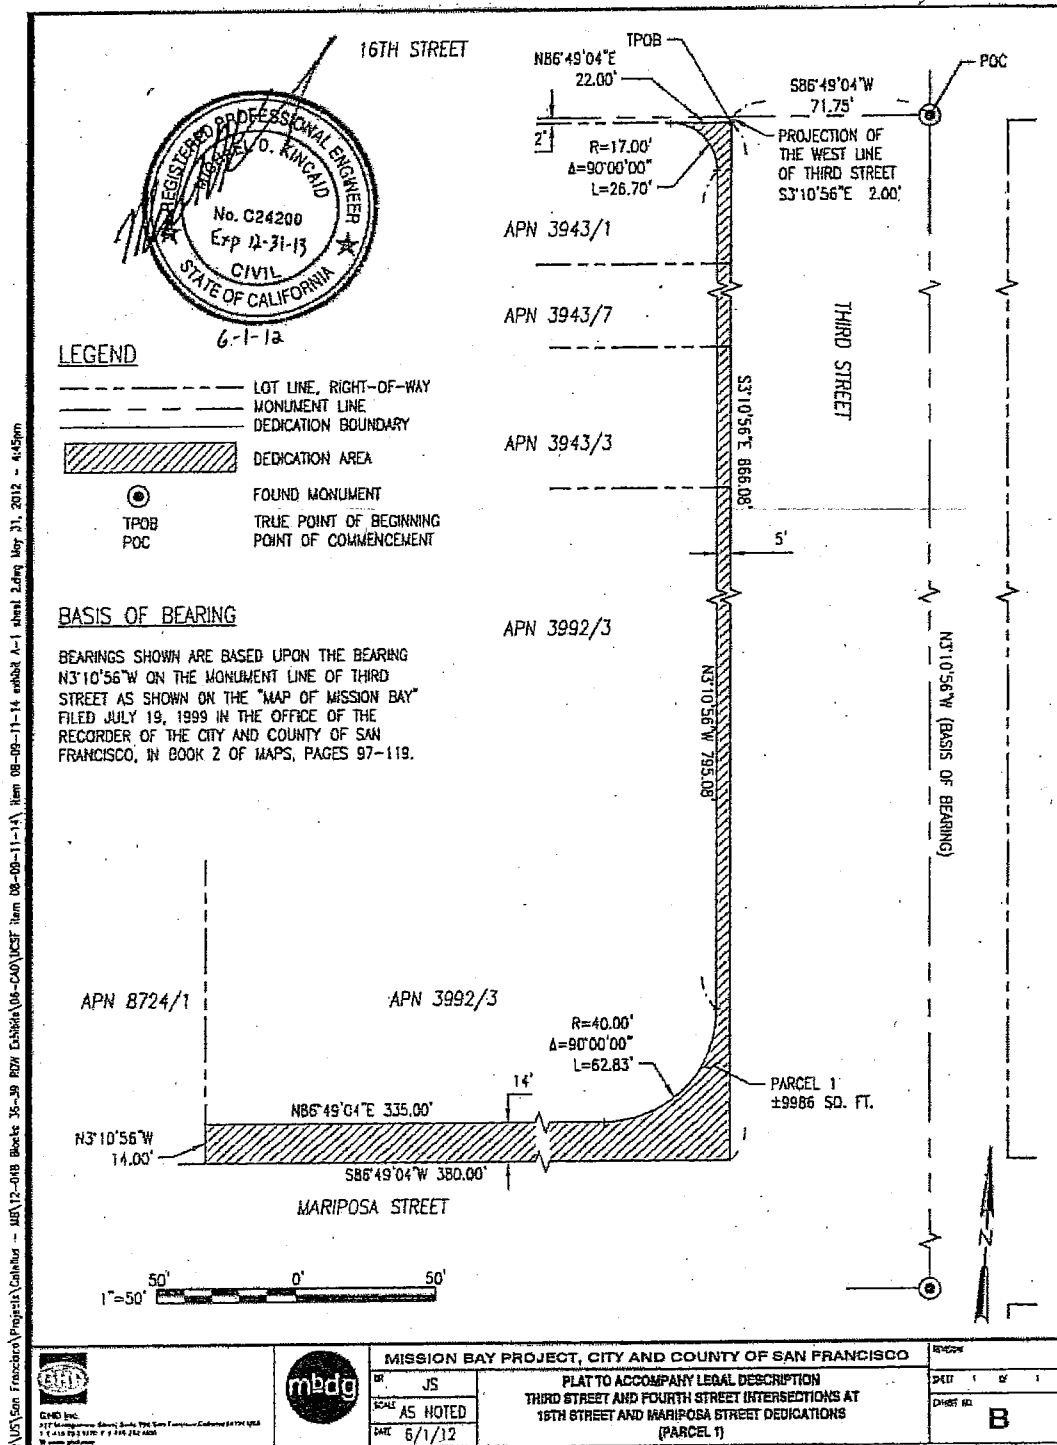 16TH STREET
TPOB
POC
N86°49'04"E
22.00'
S86°49'04"W
71.75'
2'
R=17.00'
Δ=90°00'00"
L=26.70'
PROJECTION OF
THE WEST LINE
OF THIRD STREET
S3°10'56"E 2.00'
REGISTERED PROFESSIONAL ENGINEER
MICHAEL D. KINCAID
No. C24200
Exp 12-31-13
CIVIL
STATE OF CALIFORNIA
6-1-12
APN 3943/1
APN 3943/7
THIRD STREET
APN 3943/3
S3°10'56"E 866.08'
LEGEND
LOT LINE, RIGHT-OF-WAY
MONUMENT LINE
DEDICATION BOUNDARY
DEDICATION AREA
FOUND MONUMENT
TPOB TRUE POINT OF BEGINNING
POC POINT OF COMMENCEMENT
5'
BASIS OF BEARING
BEARINGS SHOWN ARE BASED UPON THE BEARING
N3°10'56"W ON THE MONUMENT LINE OF THIRD
STREET AS SHOWN ON THE "MAP OF MISSION BAY"
FILED JULY 19, 1999 IN THE OFFICE OF THE
RECORDER OF THE CITY AND COUNTY OF SAN
FRANCISCO, IN BOOK 2 OF MAPS, PAGES 97-119.
APN 3992/3
N3°10'56"W 795.08'
N3°10'56"W (BASIS OF BEARING)
APN 8724/1
APN 3992/3
R=40.00'
Δ=90°00'00"
L=62.83'
PARCEL 1
±9986 SQ. FT.
14'
N86°49'04"E 335.00'
N3°10'56"W
14.00'
S86°49'04"W 380.00'
MARIPOSA STREET
N
50' 0' 50'
1"=50'
GHD
GHD Inc.
mbdg
MISSION BAY PROJECT, CITY AND COUNTY OF SAN FRANCISCO
BY JS
SCALE AS NOTED
DATE 6/1/12
PLAT TO ACCOMPANY LEGAL DESCRIPTION
THIRD STREET AND FOURTH STREET INTERSECTIONS AT
16TH STREET AND MARIPOSA STREET DEDICATIONS
(PARCEL 1)
SHEET 1 OF 1
B